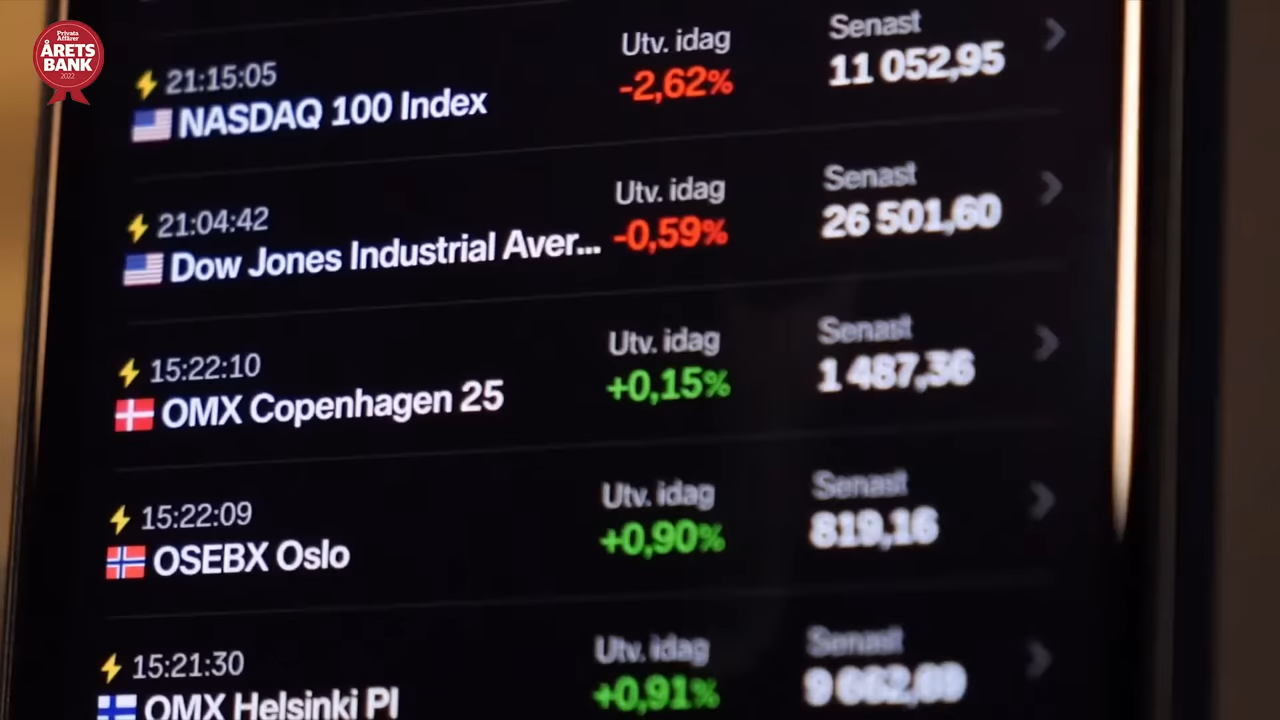 Privata
Affärer
ÅRETS
BANK
2022
21:15:05
NASDAQ 100 Index
Utv. idag
-2,62%
Senast
11 052,95
21:04:42
Dow Jones Industrial Aver...
Utv. idag
-0,59%
Senast
26 501,60
15:22:10
OMX Copenhagen 25
Utv. idag
+0,15%
Senast
1 487,36
15:22:09
OSEBX Oslo
Utv. idag
+0,90%
Senast
819,16
15:21:30
OMX Helsinki PI
Utv. idag
+0,91%
Senast